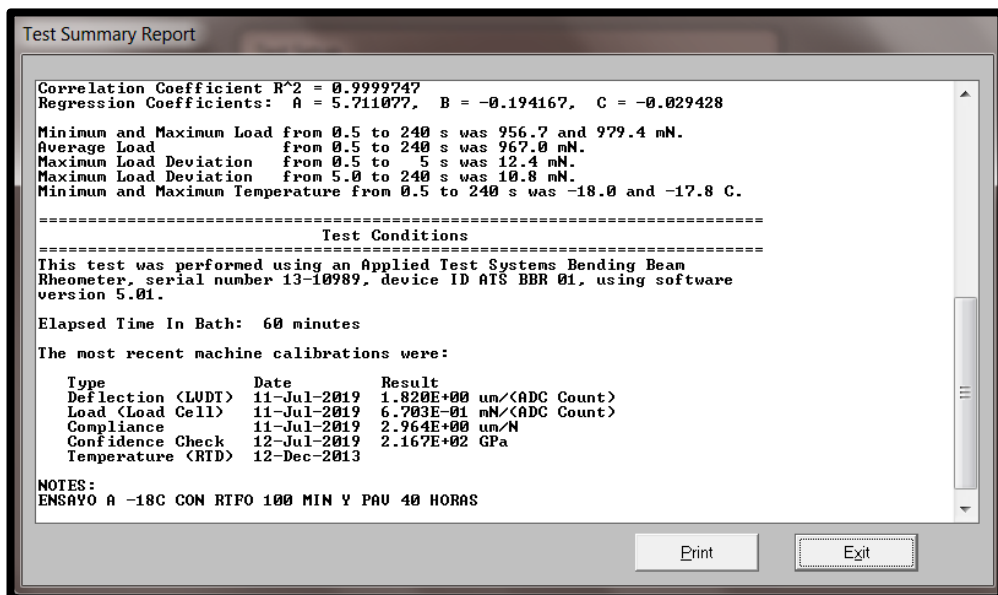 Test Summary Report
Correlation Coefficient R^2 = 0.9999747
Regression Coefficients:  A = 5.711077,  B = -0.194167,  C = -0.029428
Minimum and Maximum Load from 0.5 to 240 s was 956.7 and 979.4 mN.
Average Load              from 0.5 to 240 s was 967.0 mN.
Maximum Load Deviation    from 0.5 to   5 s was 12.4 mN.
Maximum Load Deviation    from 5.0 to 240 s was 10.8 mN.
Minimum and Maximum Temperature from 0.5 to 240 s was -18.0 and -17.8 C.
================================================================================
Test Conditions
================================================================================
This test was performed using an Applied Test Systems Bending Beam
Rheometer, serial number 13-10989, device ID ATS BBR 01, using software
version 5.01.
Elapsed Time In Bath:  60 minutes
The most recent machine calibrations were:
Type                Date          Result
Deflection (LVDT)  11-Jul-2019  1.820E+00 um/(ADC Count)
Load (Load Cell)   11-Jul-2019  6.703E-01 mN/(ADC Count)
Compliance         11-Jul-2019  2.964E+00 um/N
Confidence Check   12-Jul-2019  2.167E+02 GPa
Temperature (RTD)  12-Dec-2013
NOTES:
ENSAYO A -18C CON RTFO 100 MIN Y PAV 40 HORAS
Print
Exit